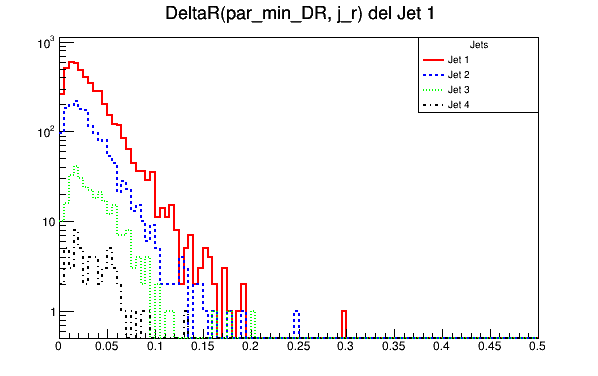 DeltaR(par_min_DR, j_r) del Jet 1
Jets
Jet 1
Jet 2
Jet 3
Jet 4
10³
10²
10
1
0 0.05 0.1 0.15 0.2 0.25 0.3 0.35 0.4 0.45 0.5